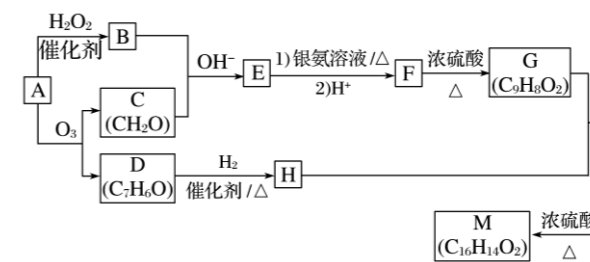 H₂O₂
催化剂
B
A
C
(CH₂O)
O₃
D
(C₇H₆O)
OH⁻
E
1)银氨溶液/△
2)H⁺
F
浓硫酸
△
G
(C₉H₈O₂)
H₂
催化剂/△
H
M
(C₁₆H₁₄O₂)
浓硫酸
△